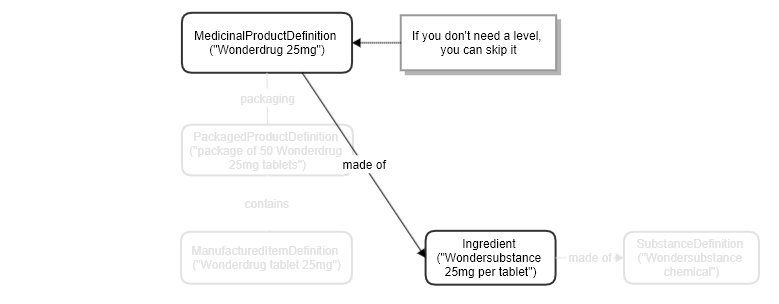 MedicinalProductDefinition
("Wonderdrug 25mg")
If you don't need a level,
you can skip it
packaging
PackagedProductDefinition
("package of 50 Wonderdrug
25mg tablets")
made of
contains
ManufacturedItemDefinition
("Wonderdrug tablet 25mg")
Ingredient
("Wondersubstance
25mg per tablet")
made of
SubstanceDefinition
("Wondersubstance
chemical")